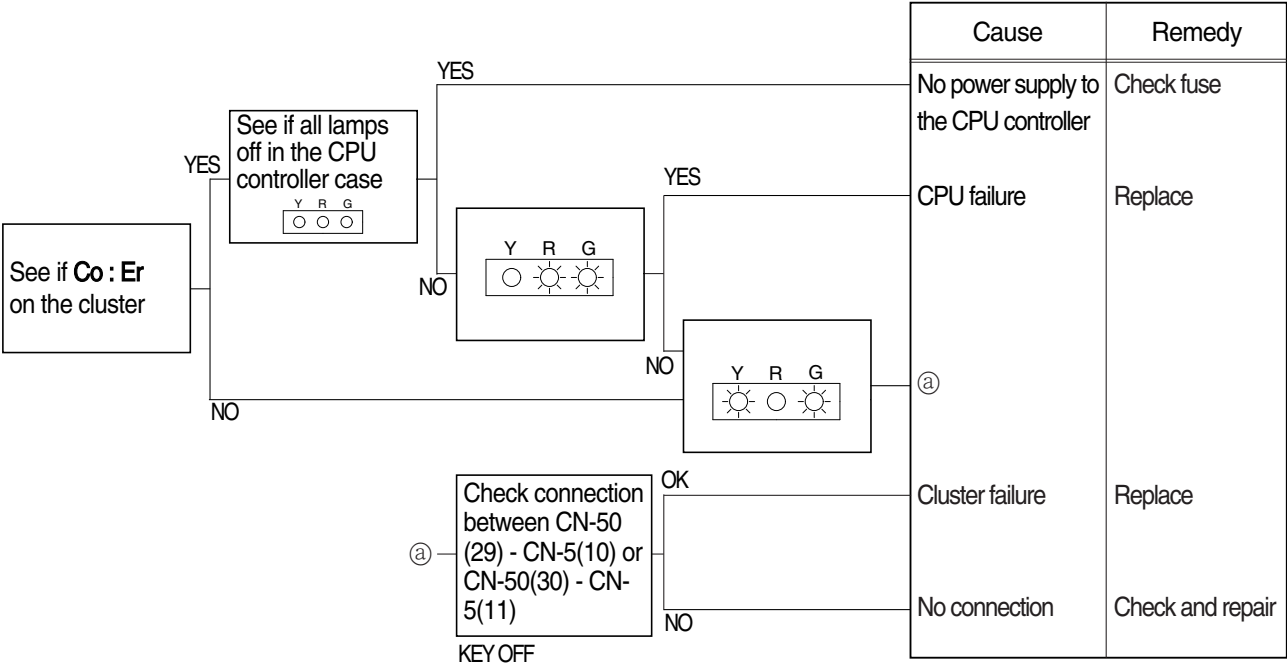 Cause
Remedy
YES
No power supply to
the CPU controller
Check fuse
See if all lamps
off in the CPU
controller case
Y R G
YES
YES
CPU failure
Replace
See if Co : Er
on the cluster
Y R G
NO
NO
Y R G
ⓐ
NO
Check connection
between CN-50
(29) - CN-5(10) or
CN-50(30) - CN-
5(11)
ⓐ
OK
Cluster failure
Replace
NO
No connection
Check and repair
KEY OFF